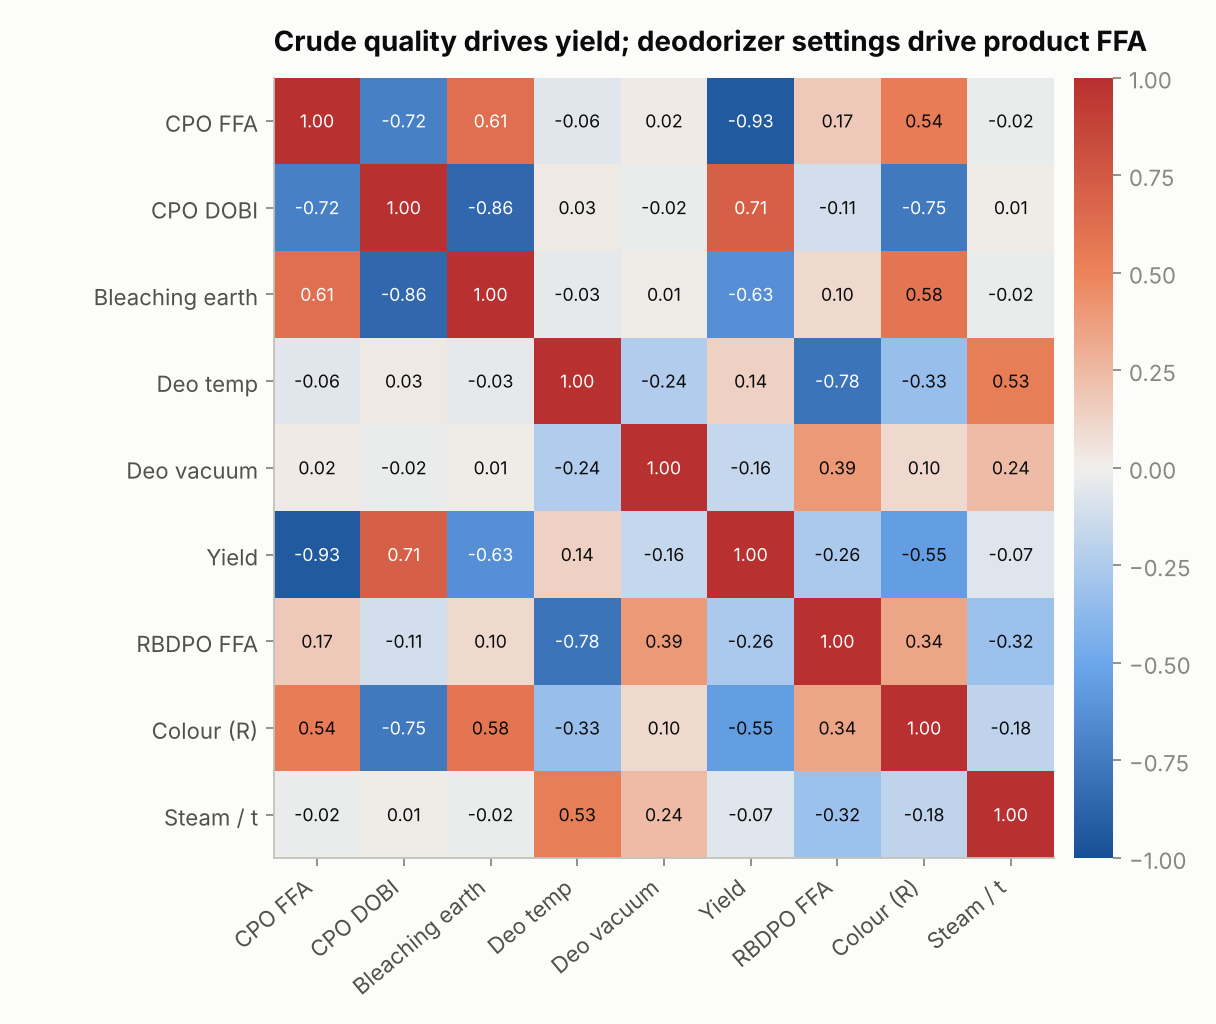 Crude quality drives yield; deodorizer settings drive product FFA
CPO FFA 1.00 -0.72 0.61 -0.06 0.02 -0.93 0.17 0.54 -0.02
CPO DOBI -0.72 1.00 -0.86 0.03 -0.02 0.71 -0.11 -0.75 0.01
Bleaching earth 0.61 -0.86 1.00 -0.03 0.01 -0.63 0.10 0.58 -0.02
Deo temp -0.06 0.03 -0.03 1.00 -0.24 0.14 -0.78 -0.33 0.53
Deo vacuum 0.02 -0.02 0.01 -0.24 1.00 -0.16 0.39 0.10 0.24
Yield -0.93 0.71 -0.63 0.14 -0.16 1.00 -0.26 -0.55 -0.07
RBDPO FFA 0.17 -0.11 0.10 -0.78 0.39 -0.26 1.00 0.34 -0.32
Colour (R) 0.54 -0.75 0.58 -0.33 0.10 -0.55 0.34 1.00 -0.18
Steam / t -0.02 0.01 -0.02 0.53 0.24 -0.07 -0.32 -0.18 1.00
CPO FFA CPO DOBI Bleaching earth Deo temp Deo vacuum Yield RBDPO FFA Colour (R) Steam / t
1.00
0.75
0.50
0.25
0.00
−0.25
−0.50
−0.75
−1.00